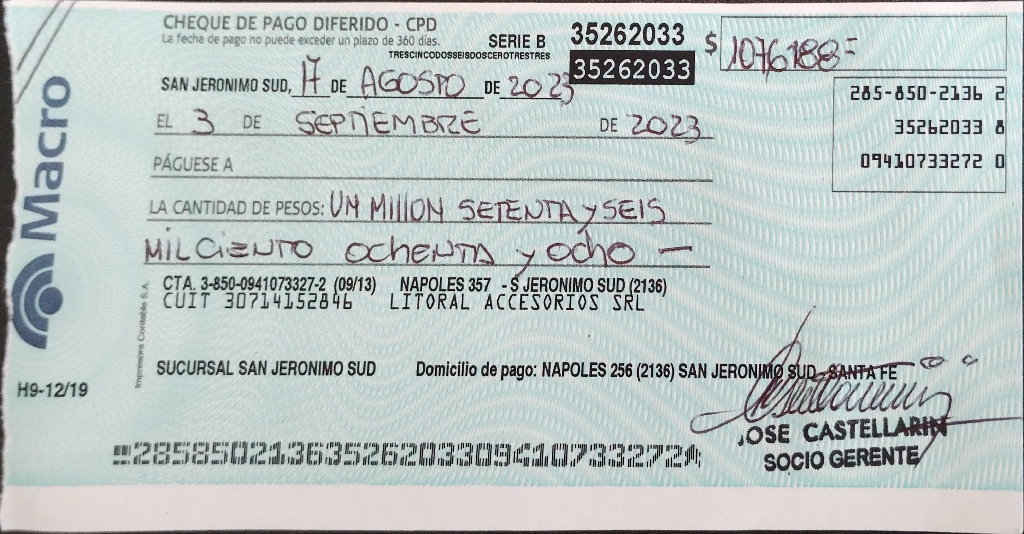 CHEQUE DE PAGO DIFERIDO - CPD
La fecha de pago no puede exceder un plazo de 360 días.
SERIE B 35262033 $ 1076188=
TRESCINCODOSSEISDOSCEROTRESTRES
35262033
SAN JERONIMO SUD, 17 DE AGOSTO DE 2023
285-850-2136 2
EL 3 DE SEPTIEMBRE DE 2023
35262033 8
PÁGUESE A
09410733272 0
LA CANTIDAD DE PESOS: UN MILLON SETENTA y SEIS
MIL CIENTO OCHENTA y OCHO —
CTA. 3-850-0941073327-2 (09/13) NAPOLES 357 - S JERONIMO SUD (2136)
CUIT 30714152846 LITORAL ACCESORIOS SRL
Macro
Impresora Contable S.A.
SUCURSAL SAN JERONIMO SUD Domicilio de pago: NAPOLES 256 (2136) SAN JERONIMO SUD - SANTA FE
H9-12/19
JOSE CASTELLARIN
SOCIO GERENTE
28585021363526203309410733272